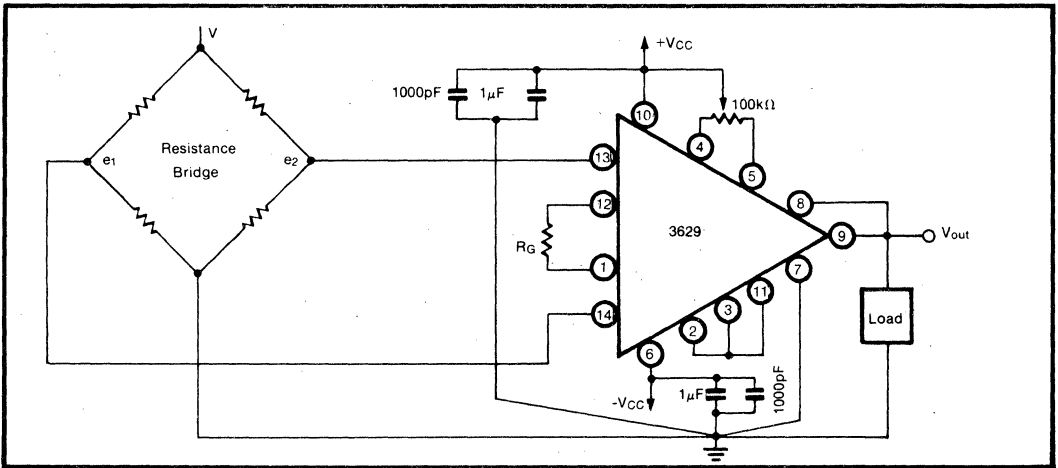 V
+VCC
1000pF
1μF
100kΩ
10
4
5
Resistance
Bridge
e1
e2
13
12
8
3629
9
Vout
RG
1
7
11
14
3
2
Load
6
-VCC
1μF
1000pF